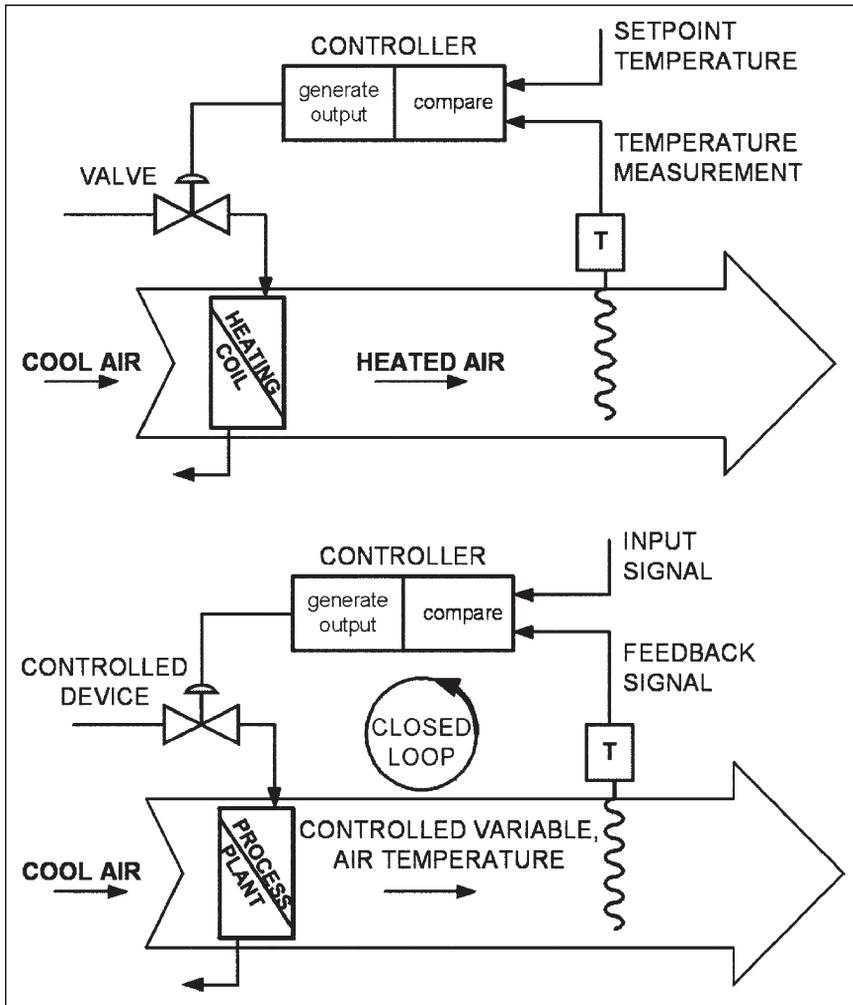 CONTROLLER
SETPOINT
TEMPERATURE
generate
output
compare
TEMPERATURE
MEASUREMENT
VALVE
T
COOL AIR
HEATING
COIL
HEATED AIR
CONTROLLER
INPUT
SIGNAL
generate
output
compare
FEEDBACK
SIGNAL
CONTROLLED
DEVICE
CLOSED
LOOP
T
COOL AIR
PROCESS
PLANT
CONTROLLED VARIABLE,
AIR TEMPERATURE